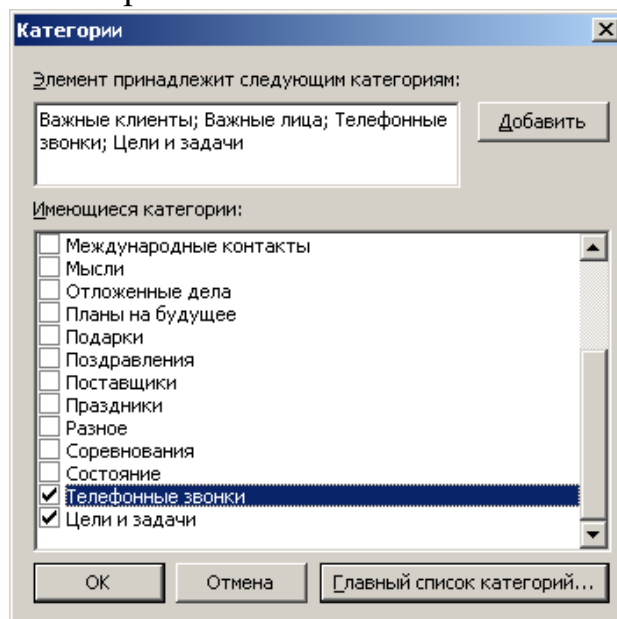 Категории
Элемент принадлежит следующим категориям:
Важные клиенты; Важные лица; Телефонные
звонки; Цели и задачи
Добавить
Имеющиеся категории:
Международные контакты
Мысли
Отложенные дела
Планы на будущее
Подарки
Поздравления
Поставщики
Праздники
Разное
Соревнования
Состояние
Телефонные звонки
Цели и задачи
ОК
Отмена
Главный список категорий...